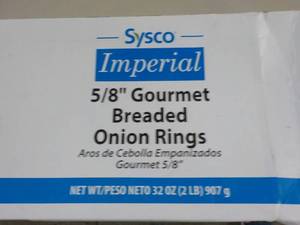 Sysco
Imperial
5/8" Gourmet
Breaded
Onion Rings
Aros de Cebolla Empanizados
Gourmet 5/8"
NET WT/PESO NETO 32 OZ (2 LB) 907 g